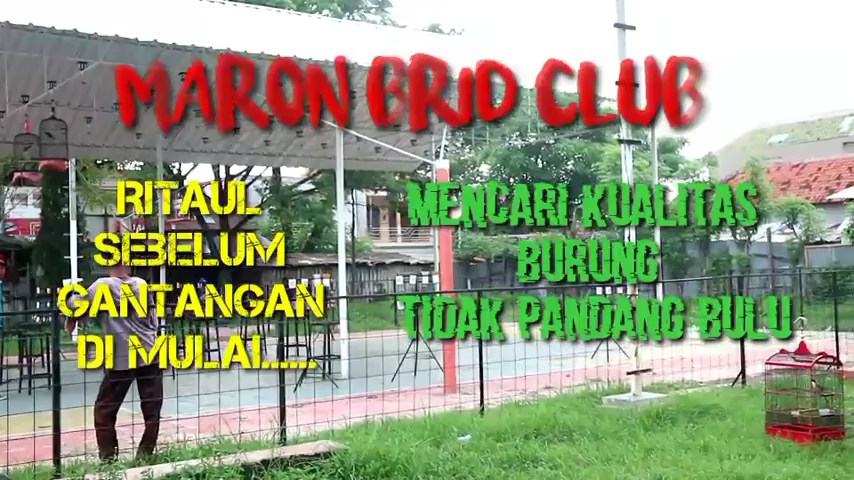 MARON BRID CLUB
RITAUL
SEBELUM
GANTANGAN
DI MULAI......
MENCARI KUALITAS
BURUNG
TIDAK PANDANG BULU